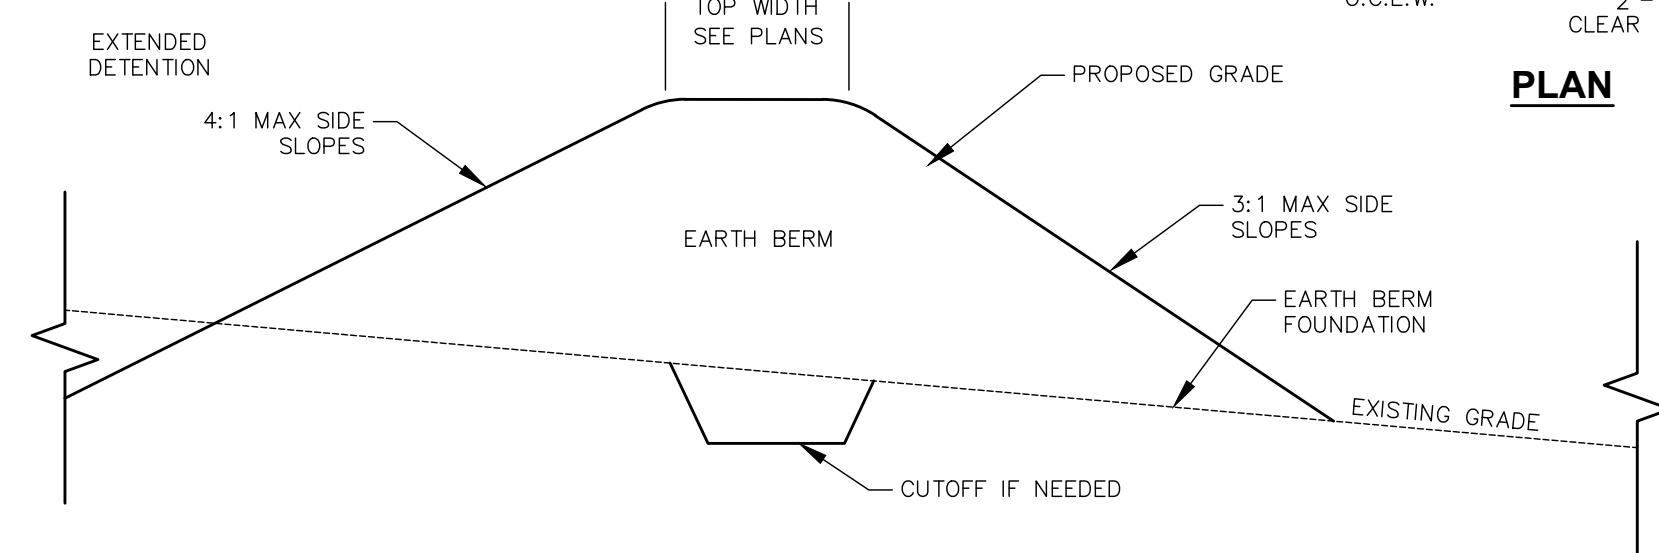 TOP WIDTH
SEE PLANS
EXTENDED
DETENTION
CLEAR
PLAN
PROPOSED GRADE
4:1 MAX SIDE
SLOPES
3:1 MAX SIDE
SLOPES
EARTH BERM
EARTH BERM
FOUNDATION
EXISTING GRADE
CUTOFF IF NEEDED